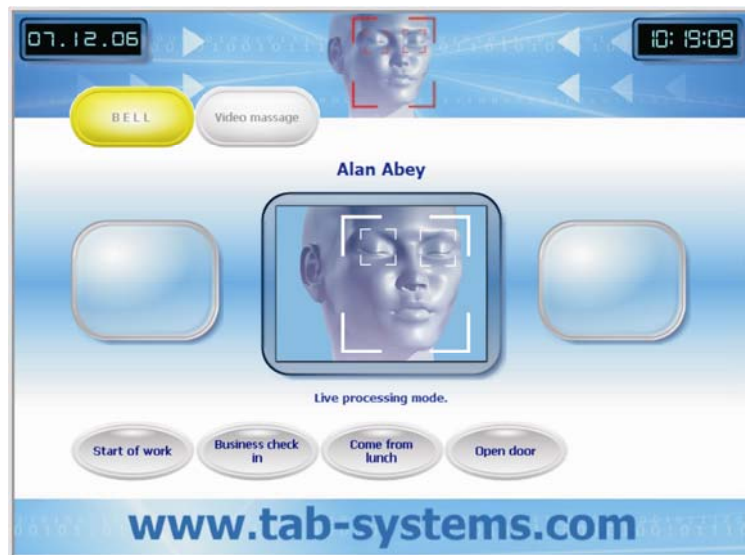 07.12.06
10:19:09
BELL
Video massage
Alan Abey
Live processing mode.
Start of work
Business check
in
Come from
lunch
Open door
www.tab-systems.com